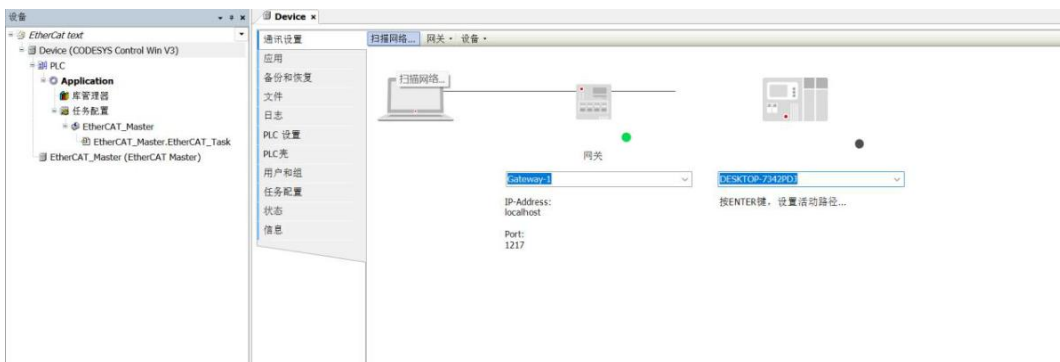 设备
EtherCat text
Device (CODESYS Control Win V3)
PLC
Application
库管理器
任务配置
EtherCAT_Master
EtherCAT_Master.EtherCAT_Task
EtherCAT_Master (EtherCAT Master)
Device
通讯设置
应用
备份和恢复
文件
日志
PLC 设置
PLC壳
用户和组
任务配置
状态
信息
扫描网络... 网关 设备
扫描网络...
网关
Gateway-1
IP-Address:
localhost
Port:
1217
DESKTOP-7342PD3
按ENTER键，设置活动路径...